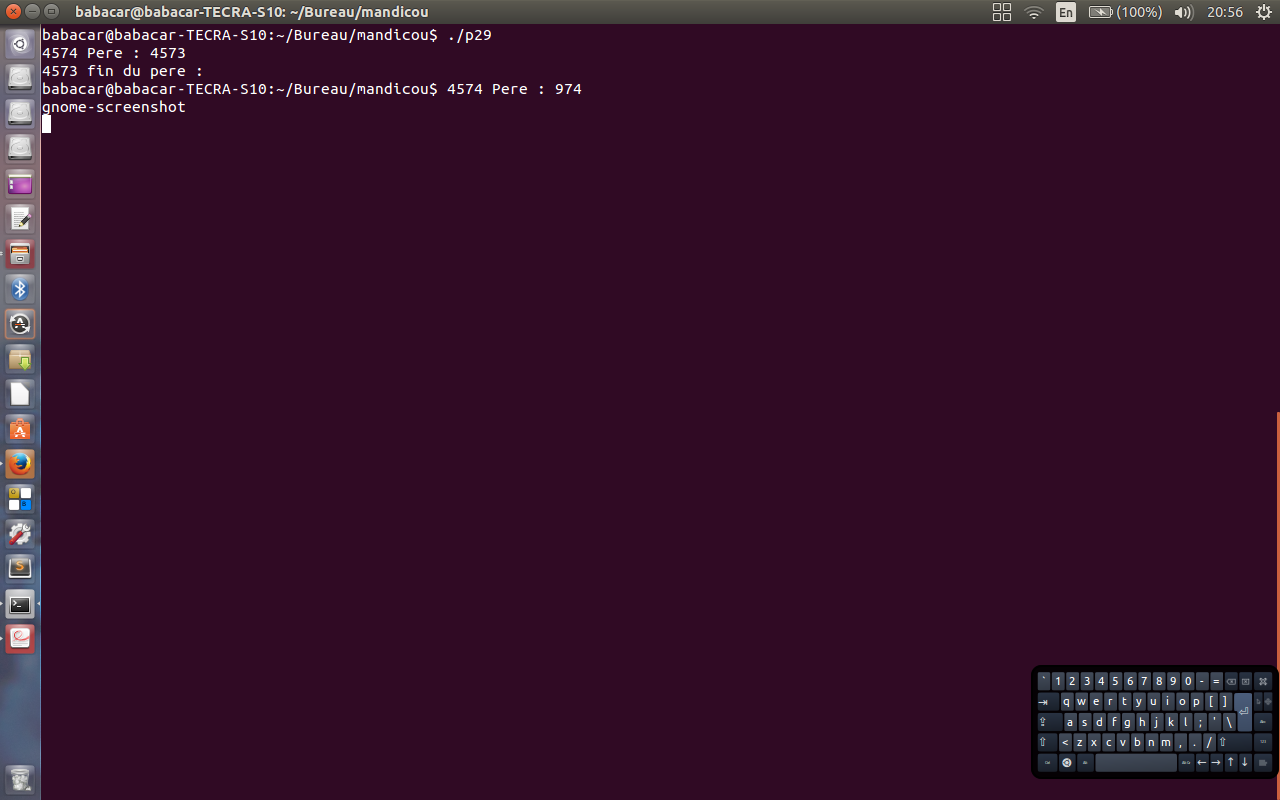 babacar@babacar-TECRA-S10: ~/Bureau/mandicou
En (100%) 20:56
babacar@babacar-TECRA-S10:~/Bureau/mandicou$ ./p29
4574 Pere : 4573
4573 fin du pere :
babacar@babacar-TECRA-S10:~/Bureau/mandicou$ 4574 Pere : 974
gnome-screenshot
` 1 2 3 4 5 6 7 8 9 0 - =
q w e r t y u i o p [ ]
a s d f g h j k l ; ' \
< z x c v b n m , . /